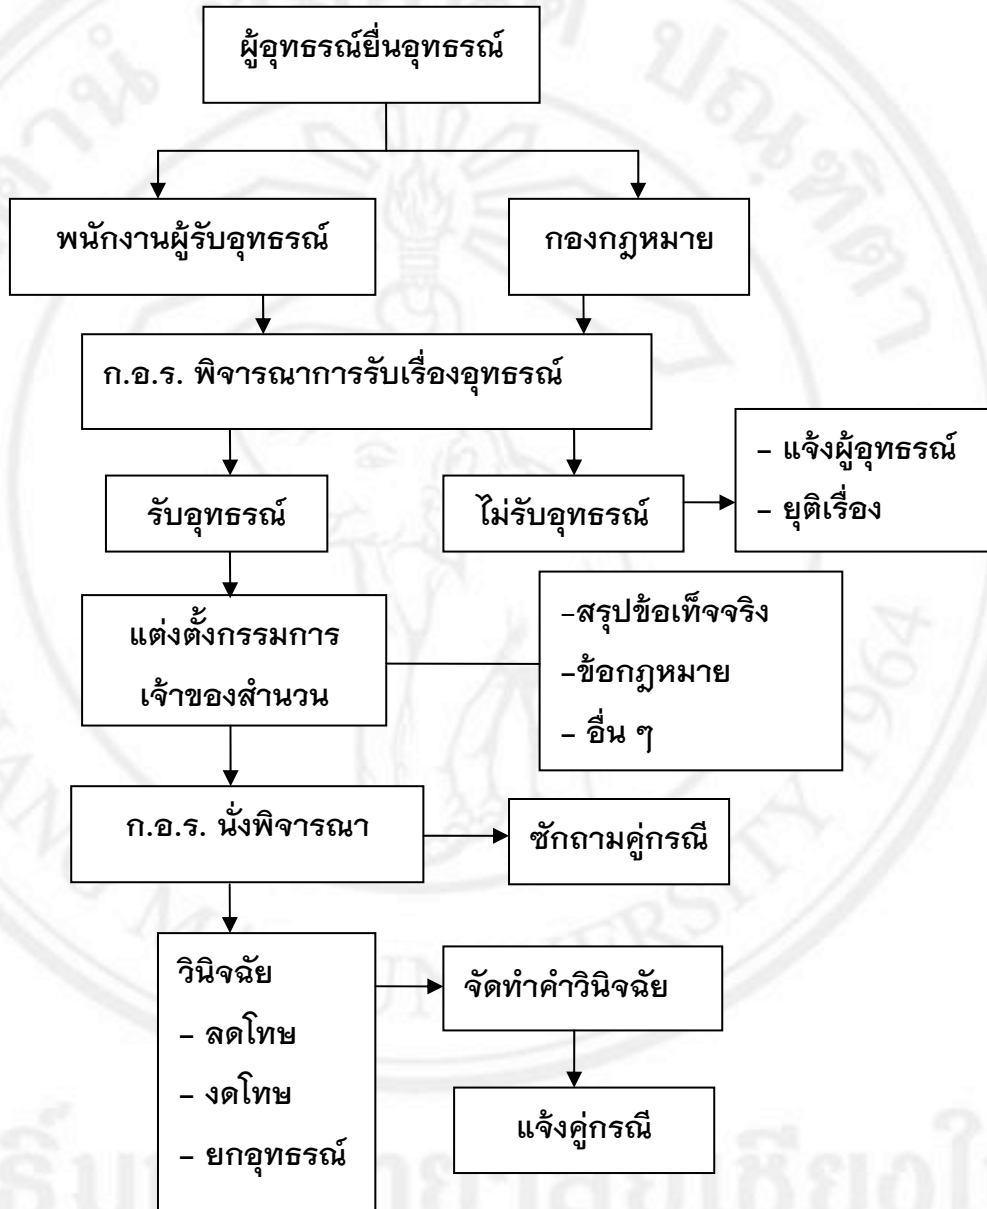 ผู้อุทธรณ์ยื่นอุทธรณ์
พนักงานผู้รับอุทธรณ์
กองกฎหมาย
ก.อ.ร. พิจารณาการรับเรื่องอุทธรณ์
รับอุทธรณ์
ไม่รับอุทธรณ์
– แจ้งผู้อุทธรณ์
– ยุติเรื่อง
แต่งตั้งกรรมการ
เจ้าของสำนวน
–สรุปข้อเท็จจริง
–ข้อกฎหมาย
– อื่น ๆ
ก.อ.ร. นั่งพิจารณา
ซักถามคู่กรณี
วินิจฉัย
– ลดโทษ
– งดโทษ
– ยกอุทธรณ์
จัดทำคำวินิจฉัย
แจ้งคู่กรณี